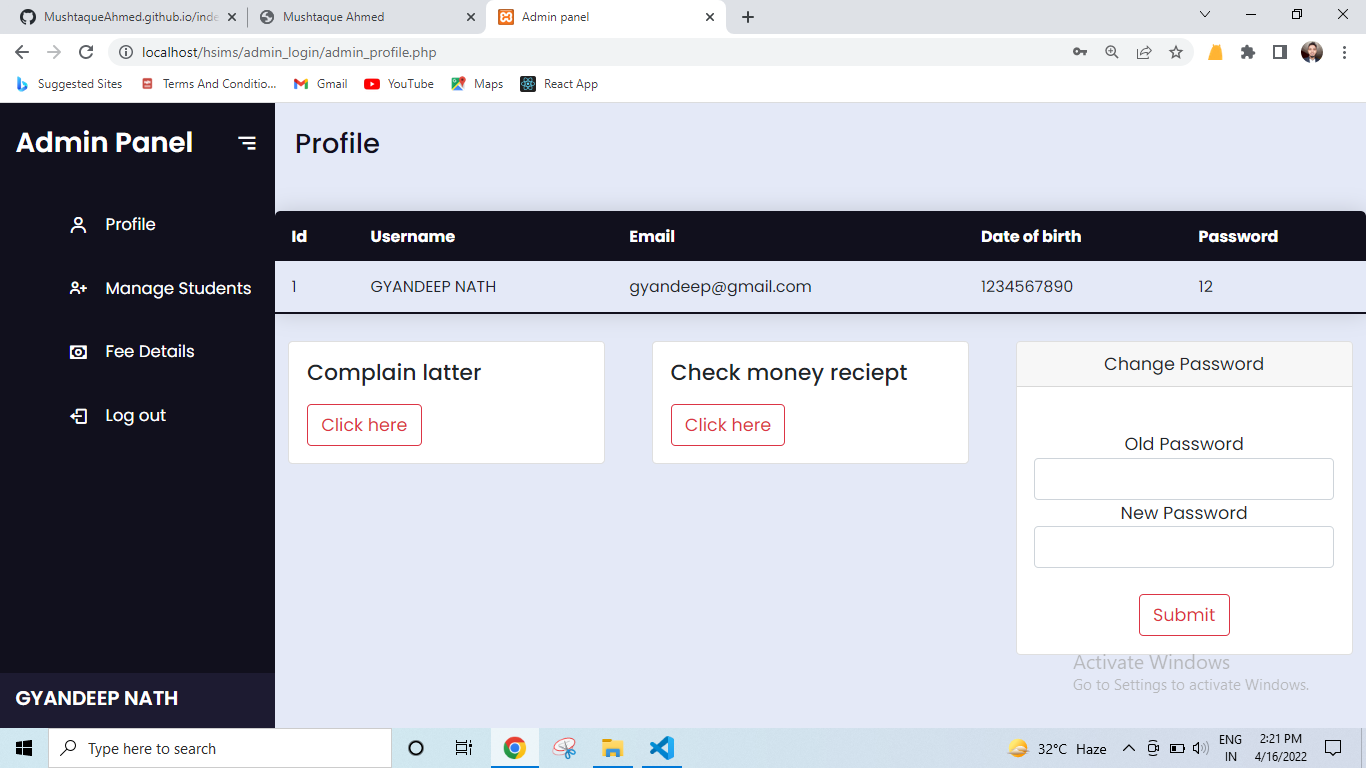 MushtaqueAhmed.github.io/inde
Mushtaque Ahmed
Admin panel
localhost/hsims/admin_login/admin_profile.php
Suggested Sites
Terms And Conditio...
Gmail
YouTube
Maps
React App
Admin Panel
Profile
Manage Students
Fee Details
Log out
GYANDEEP NATH
Profile
Id Username Email Date of birth Password
1 GYANDEEP NATH gyandeep@gmail.com 1234567890 12
Complain latter
Click here
Check money reciept
Click here
Change Password
Old Password
New Password
Submit
Activate Windows
Go to Settings to activate Windows.
Type here to search
32°C Haze
ENG
IN
2:21 PM
4/16/2022